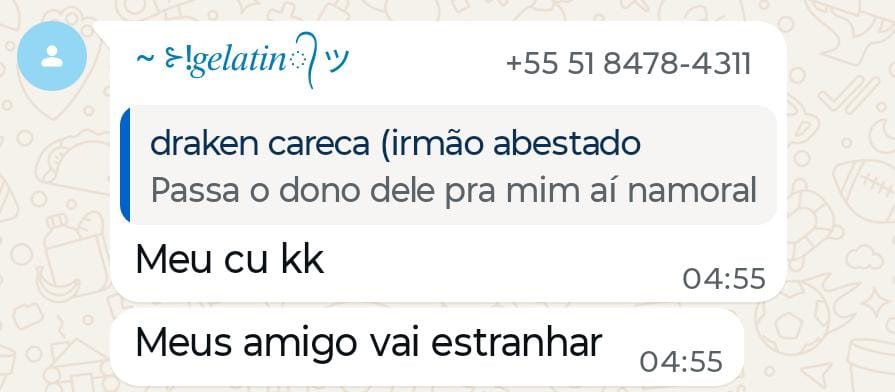 ~ ⊱!gelatin᭄ ツ
+55 51 8478-4311
draken careca (irmão abestado
Passa o dono dele pra mim aí namoral
Meu cu kk
04:55
Meus amigo vai estranhar
04:55